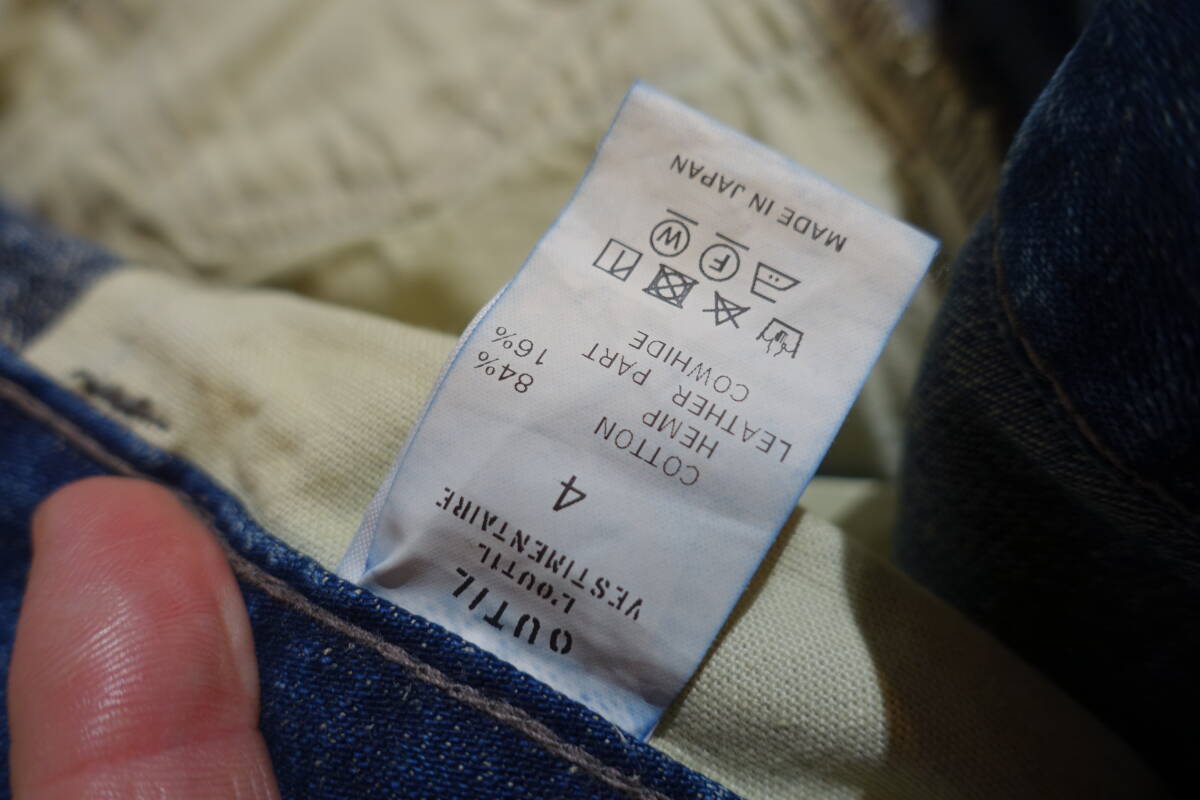 OUTIL
L'OUTIL
VESTIMENTAIRE
4
COTTON 84%
HEMP 16%
LEATHER PART
COWHIDE
F W
MADE IN JAPAN